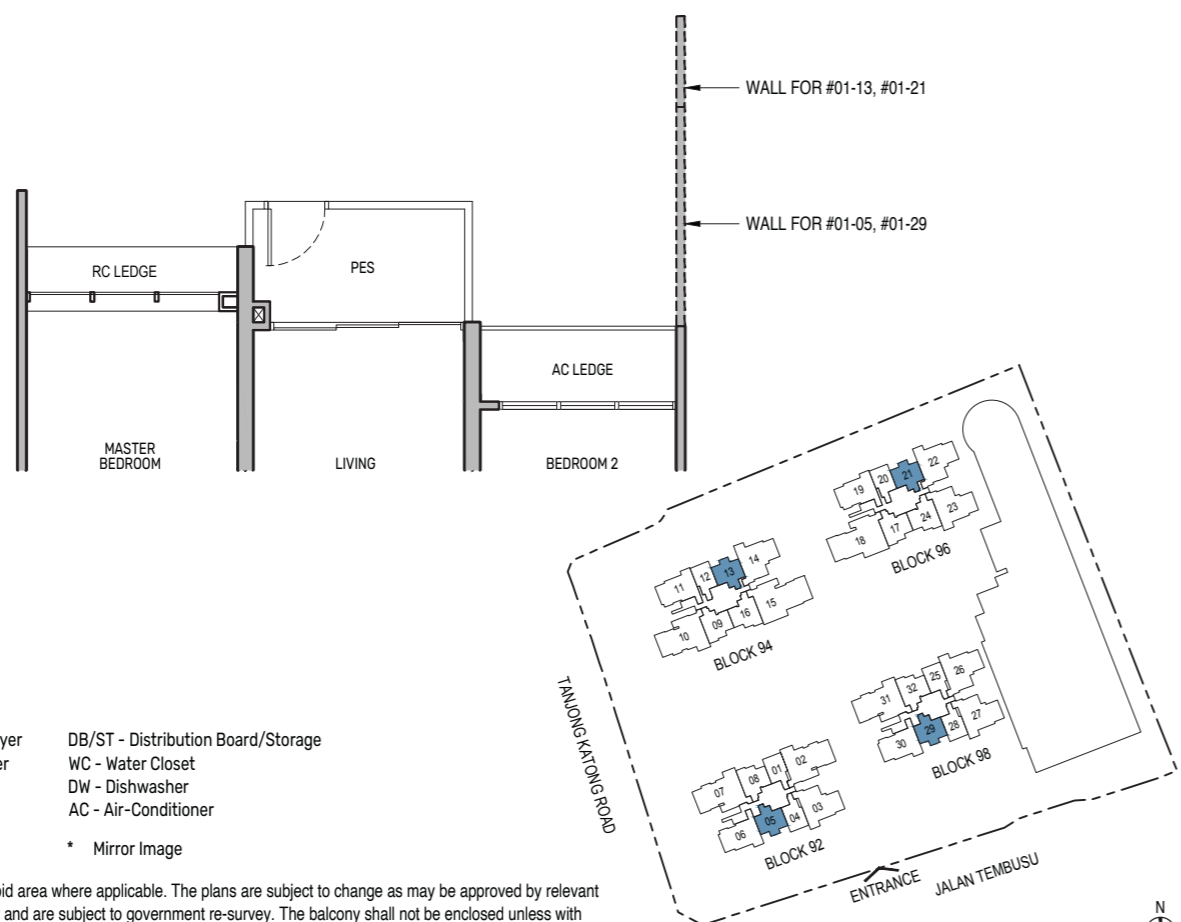 WALL FOR #01-13, #01-21
WALL FOR #01-05, #01-29
RC LEDGE
PES
AC LEDGE
MASTER
BEDROOM
LIVING
BEDROOM 2
22
21
20
19
23
24
17
18
BLOCK 96
14
13
12
11
15
16
09
10
BLOCK 94
26
25
32
31
27
28
29
30
BLOCK 98
02
01
08
07
03
04
05
06
BLOCK 92
TANJONG KATONG ROAD
ENTRANCE
JALAN TEMBUSU
N
DB/ST - Distribution Board/Storage
WC - Water Closet
DW - Dishwasher
AC - Air-Conditioner
* Mirror Image
area where applicable. The plans are subject to change as may be approved by relevant
and are subject to government re-survey. The balcony shall not be enclosed unless with